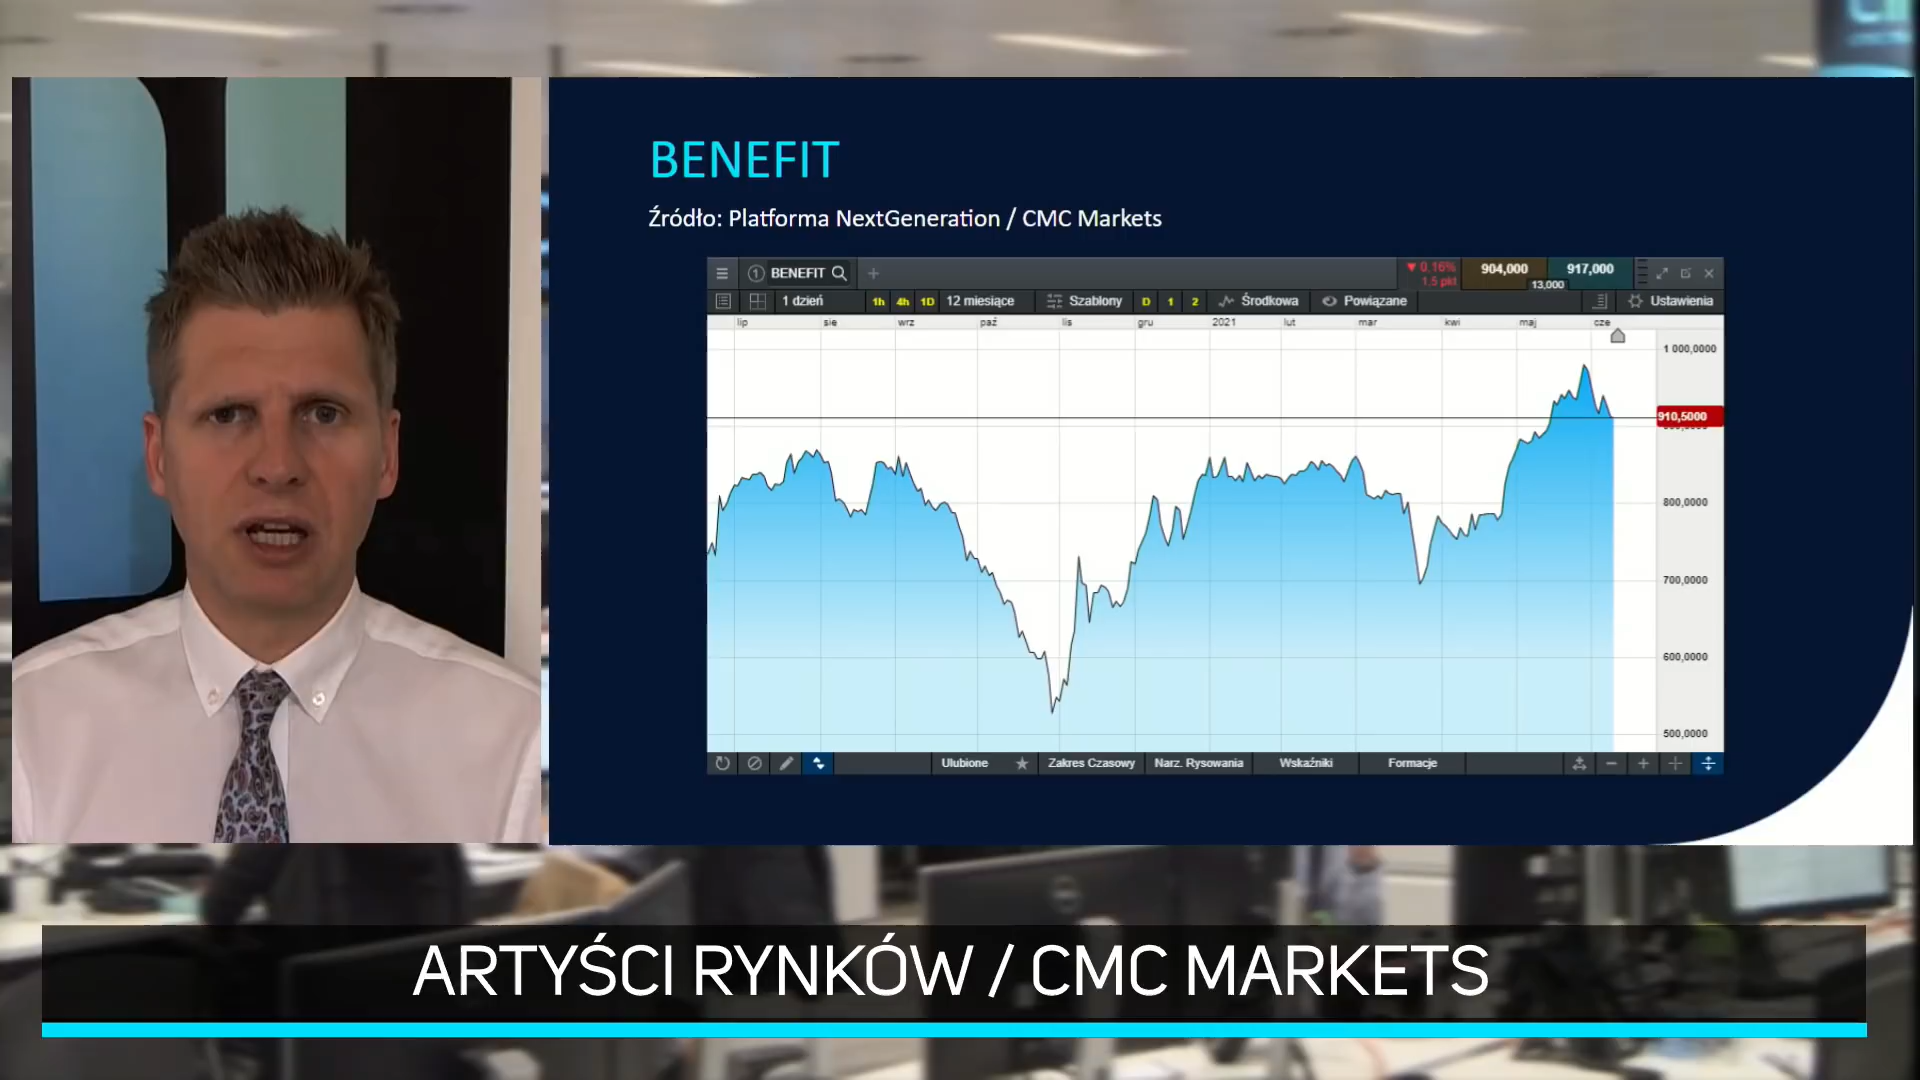 BENEFIT
Źródło: Platforma NextGeneration / CMC Markets
1 BENEFIT
0,16%
1.5 pkt
904,000
917,000
13,000
1 dzień 1h 4h 1D 12 miesiące Szablony D 1 2 Środkowa Powiązane Ustawienia
lip sie wrz paź lis gru 2021 lut mar kwi maj cze
1 000,0000
910,5000
800,0000
700,0000
600,0000
500,0000
Ulubione Zakres Czasowy Narz. Rysowania Wskaźniki Formacje
ARTYŚCI RYNKÓW / CMC MARKETS